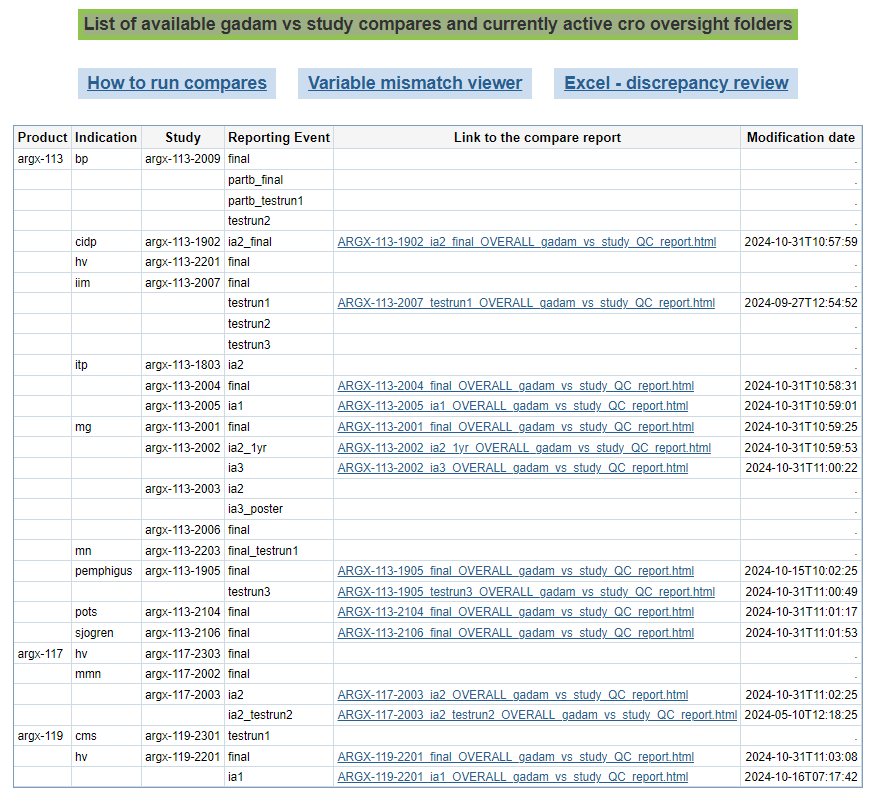 List of available gadam vs study compares and currently active cro oversight folders
How to run compares Variable mismatch viewer Excel - discrepancy review
Product Indication Study Reporting Event Link to the compare report Modification date
argx-113 bp argx-113-2009 final .
partb_final .
partb_testrun1 .
testrun2 .
cidp argx-113-1902 ia2_final ARGX-113-1902_ia2_final_OVERALL_gadam_vs_study_QC_report.html 2024-10-31T10:57:59
hv argx-113-2201 final .
iim argx-113-2007 final .
testrun1 ARGX-113-2007_testrun1_OVERALL_gadam_vs_study_QC_report.html 2024-09-27T12:54:52
testrun2 .
testrun3 .
itp argx-113-1803 ia2 .
argx-113-2004 final ARGX-113-2004_final_OVERALL_gadam_vs_study_QC_report.html 2024-10-31T10:58:31
argx-113-2005 ia1 ARGX-113-2005_ia1_OVERALL_gadam_vs_study_QC_report.html 2024-10-31T10:59:01
mg argx-113-2001 final ARGX-113-2001_final_OVERALL_gadam_vs_study_QC_report.html 2024-10-31T10:59:25
argx-113-2002 ia2_1yr ARGX-113-2002_ia2_1yr_OVERALL_gadam_vs_study_QC_report.html 2024-10-31T10:59:53
ia3 ARGX-113-2002_ia3_OVERALL_gadam_vs_study_QC_report.html 2024-10-31T11:00:22
argx-113-2003 ia2 .
ia3_poster .
argx-113-2006 final .
mn argx-113-2203 final_testrun1 .
pemphigus argx-113-1905 final ARGX-113-1905_final_OVERALL_gadam_vs_study_QC_report.html 2024-10-15T10:02:25
testrun3 ARGX-113-1905_testrun3_OVERALL_gadam_vs_study_QC_report.html 2024-10-31T11:00:49
pots argx-113-2104 final ARGX-113-2104_final_OVERALL_gadam_vs_study_QC_report.html 2024-10-31T11:01:17
sjogren argx-113-2106 final ARGX-113-2106_final_OVERALL_gadam_vs_study_QC_report.html 2024-10-31T11:01:53
argx-117 hv argx-117-2303 final .
mmn argx-117-2002 final .
argx-117-2003 ia2 ARGX-117-2003_ia2_OVERALL_gadam_vs_study_QC_report.html 2024-10-31T11:02:25
ia2_testrun2 ARGX-117-2003_ia2_testrun2_OVERALL_gadam_vs_study_QC_report.html 2024-05-10T12:18:25
argx-119 cms argx-119-2301 testrun1 .
hv argx-119-2201 final ARGX-119-2201_final_OVERALL_gadam_vs_study_QC_report.html 2024-10-31T11:03:08
ia1 ARGX-119-2201_ia1_OVERALL_gadam_vs_study_QC_report.html 2024-10-16T07:17:42